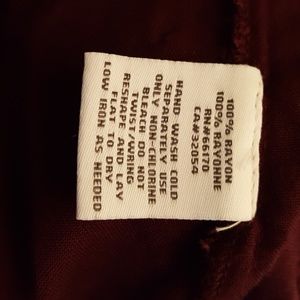 100% RAYON
100% RAYONNE
RN#66170
CA#32054
HAND WASH COLD
SEPARATELY USE
ONLY NON-CHLORINE
BLEACH DO NOT
TWIST/WRING
RESHAPE AND LAY
FLAT TO DRY
LOW IRON AS NEEDED